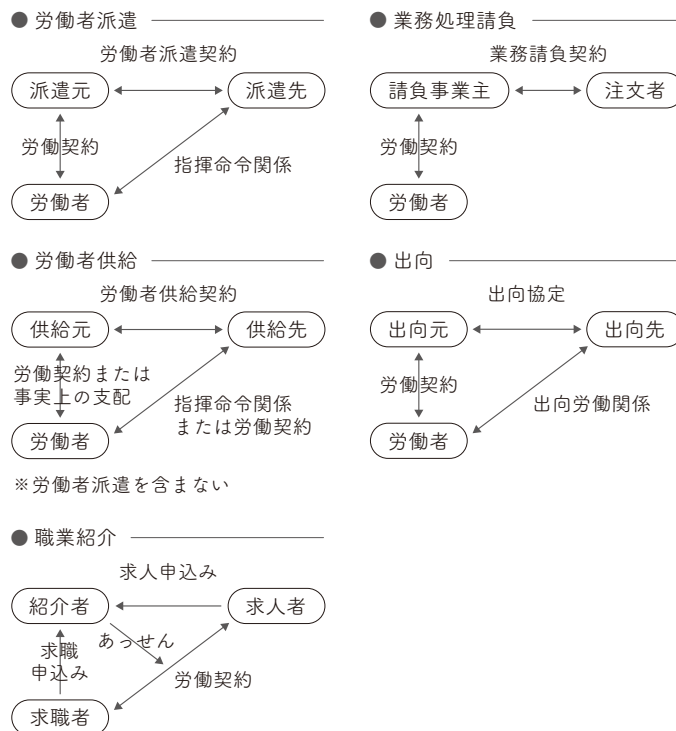 ● 労働者派遣
労働者派遣契約
派遣元
派遣先
労働契約
指揮命令関係
労働者
● 業務処理請負
業務請負契約
請負事業主
注文者
労働契約
労働者
● 労働者供給
労働者供給契約
供給元
供給先
労働契約または
事実上の支配
指揮命令関係
または労働契約
労働者
※労働者派遣を含まない
● 出向
出向協定
出向元
出向先
労働契約
出向労働関係
労働者
● 職業紹介
求人申込み
紹介者
求人者
あっせん
求職
申込み
労働契約
求職者